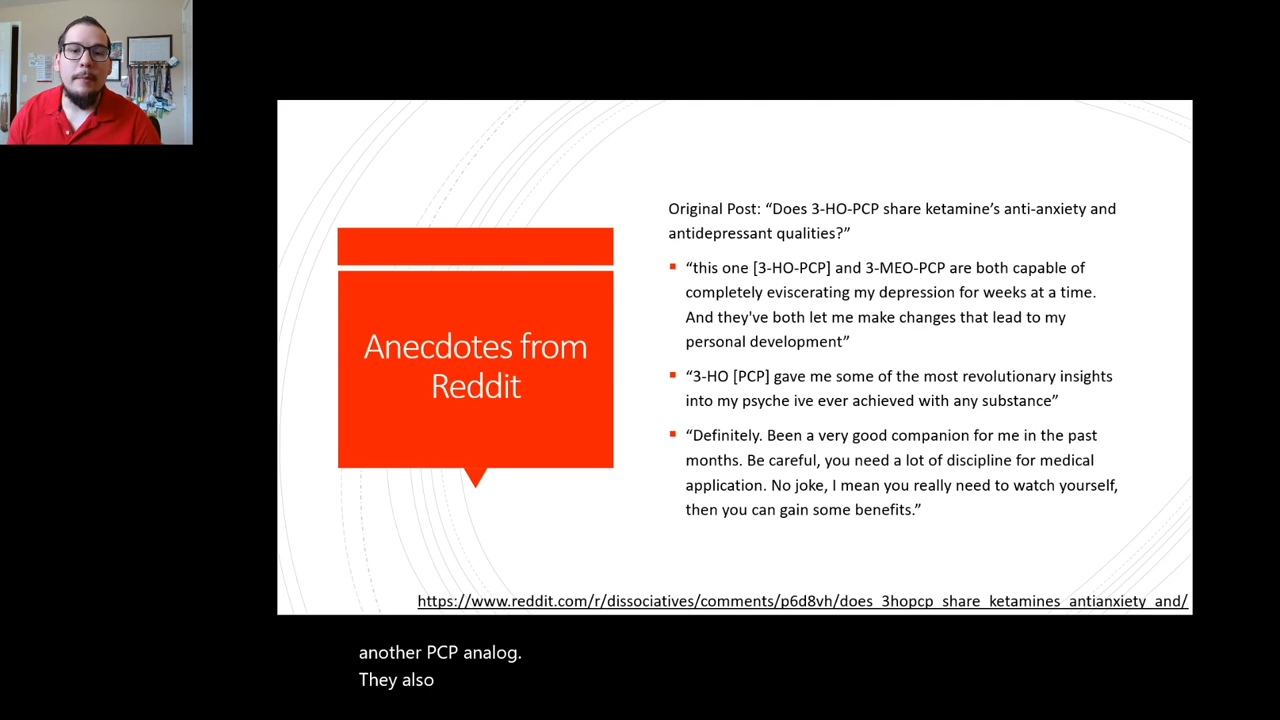 Anecdotes from
Reddit
Original Post: “Does 3-HO-PCP share ketamine’s anti-anxiety and
antidepressant qualities?”
▪ “this one [3-HO-PCP] and 3-MEO-PCP are both capable of
completely eviscerating my depression for weeks at a time.
And they've both let me make changes that lead to my
personal development”
▪ “3-HO [PCP] gave me some of the most revolutionary insights
into my psyche ive ever achieved with any substance”
▪ “Definitely. Been a very good companion for me in the past
months. Be careful, you need a lot of discipline for medical
application. No joke, I mean you really need to watch yourself,
then you can gain some benefits.”
https://www.reddit.com/r/dissociatives/comments/p6d8vh/does_3hopcp_share_ketamines_antianxiety_and/
another PCP analog.
They also